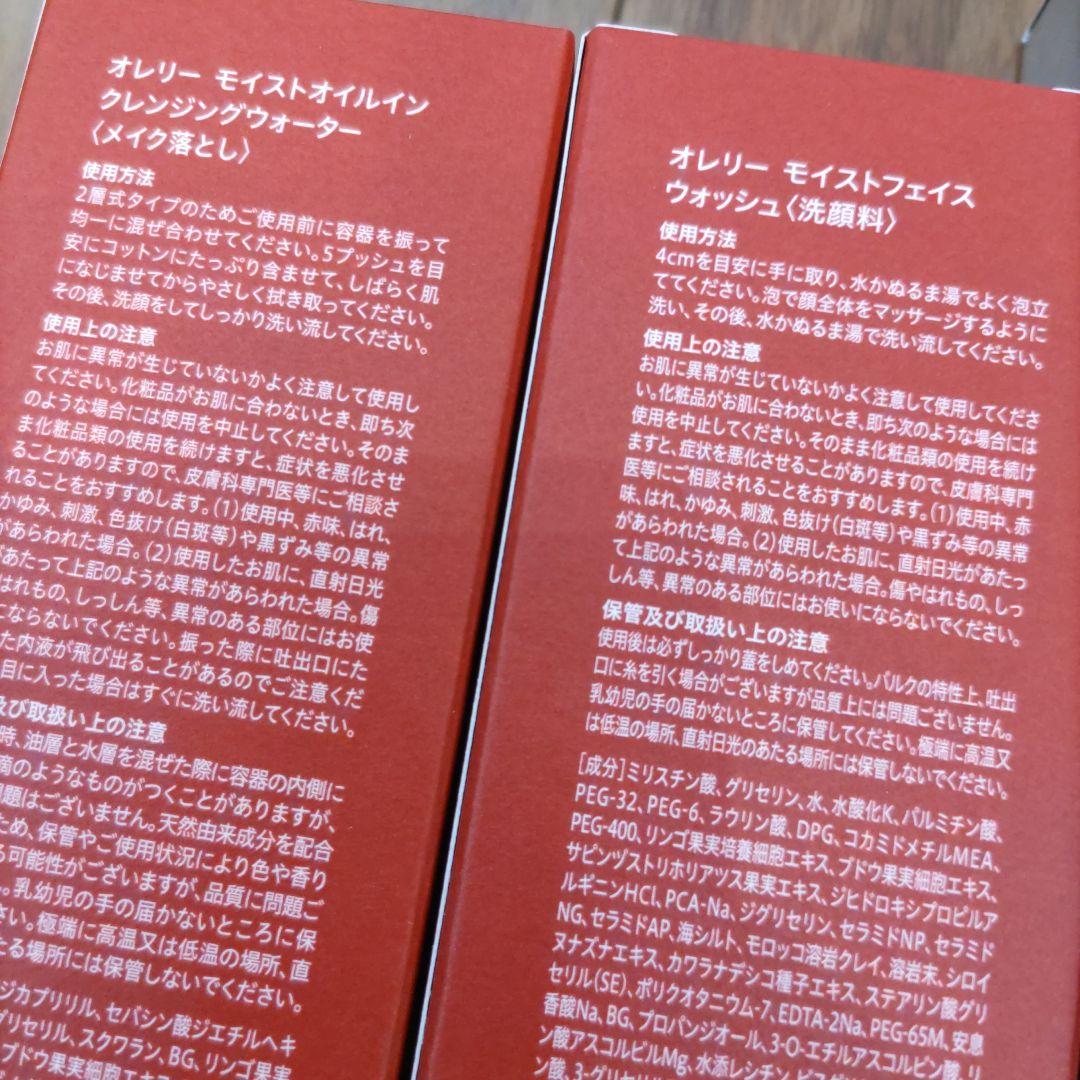 オレリー モイストオイルイン
クレンジングウォーター
〈メイク落とし〉
使用方法
2層式タイプのためご使用前に容器を振って
均一に混ぜ合わせてください。5プッシュを目
安にコットンにたっぷり含ませて、しばらく肌
になじませてからやさしく拭き取ってください。
その後、洗顔をしてしっかり洗い流してください。
使用上の注意
お肌に異常が生じていないかよく注意して使用し
てください。化粧品がお肌に合わないとき、即ち次
のような場合には使用を中止してください。そのま
ま化粧品類の使用を続けますと、症状を悪化させ
ることがありますので、皮膚科専門医等にご相談さ
れることをおすすめします。(1)使用中、赤味、はれ、
かゆみ、刺激、色抜け(白斑等)や黒ずみ等の異常
があらわれた場合。(2)使用したお肌に、直射日光
があたって上記のような異常があらわれた場合。傷
はれもの、しっしん等、異常のある部位にはお使
にならないでください。振った際に吐出口にた
た内液が飛び出ることがあるのでご注意くだ
目に入った場合はすぐに洗い流してください。
及び取扱い上の注意
時、油層と水層を混ぜた際に容器の内側に
滴のようなものがつくことがありますが、
問題はございません。天然由来成分を配合
ため、保管やご使用状況により色や香り
る可能性がございますが、品質に問題ご
。乳幼児の手の届かないところに保
さい。極端に高温又は低温の場所、直
たる場所には保管しないでください。
ジカプリリル、セバシン酸ジエチルヘキ
グリセリル、スクワラン、BG、リンゴ果実
ブドウ果実細胞エキス
オレリー モイストフェイス
ウォッシュ〈洗顔料〉
使用方法
4cmを目安に手に取り、水かぬるま湯でよく泡立
ててください。泡で顔全体をマッサージするように
洗い、その後、水かぬるま湯で洗い流してください。
使用上の注意
お肌に異常が生じていないかよく注意して使用してくださ
い。化粧品がお肌に合わないとき、即ち次のような場合には
使用を中止してください。そのまま化粧品類の使用を続け
ますと、症状を悪化させることがありますので、皮膚科専門
医等にご相談されることをおすすめします。(1)使用中、赤
味、はれ、かゆみ、刺激、色抜け(白斑等)や黒ずみ等の異常
があらわれた場合。(2)使用したお肌に、直射日光があたっ
て上記のような異常があらわれた場合。傷やはれもの、しっ
しん等、異常のある部位にはお使いにならないでください。
保管及び取扱い上の注意
使用後は必ずしっかり蓋をしめてください。バルクの特性上、吐出
口に糸を引く場合がございますが品質上には問題ございません。
乳幼児の手の届かないところに保管してください。極端に高温又
は低温の場所、直射日光のあたる場所には保管しないでください。
[成分]ミリスチン酸、グリセリン、水、水酸化K、パルミチン酸、
PEG-32、PEG-6、ラウリン酸、DPG、コカミドメチルMEA、
PEG-400、リンゴ果実培養細胞エキス、ブドウ果実細胞エキス、
サピンヅストリホリアツス果実エキス、ジヒドロキシプロピルア
ルギニンHCl、PCA-Na、ジグリセリン、セラミドNP、セラミド
NG、セラミドAP、海シルト、モロッコ溶岩クレイ、溶岩末、シロイ
ヌナズナエキス、カワラナデシコ種子エキス、ステアリン酸グリ
セリル(SE)、ポリクオタニウム-7、EDTA-2Na、PEG-65M、安息
香酸Na、BG、プロパンジオール、3-O-エチルアスコルビン酸、リ
ン酸アスコルビルMg、水添レシチン、
ン酸、3-グリセリル